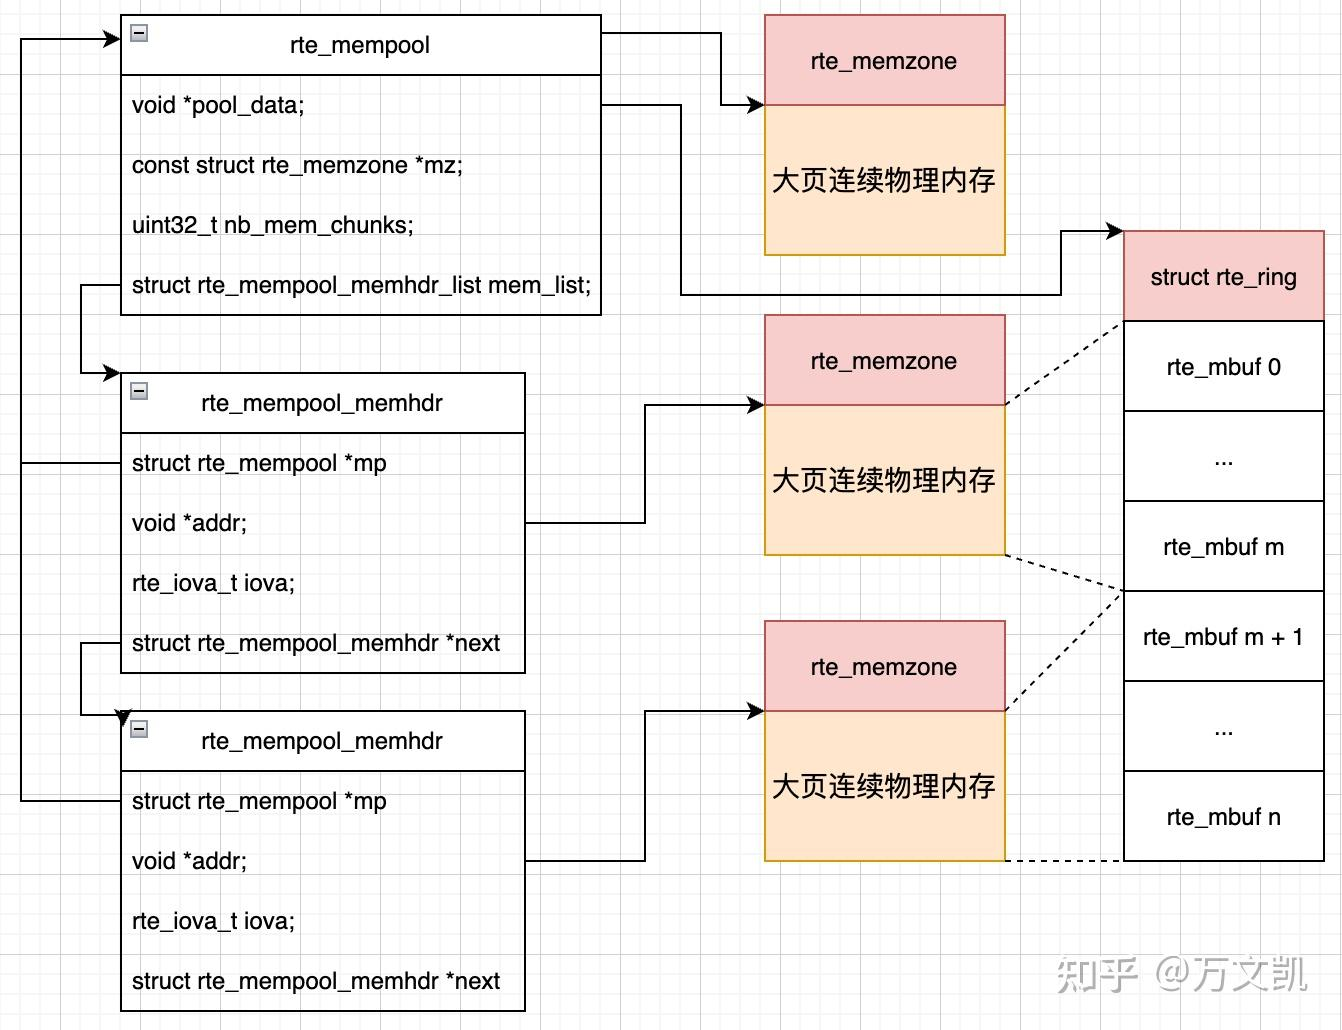 rte_mempool
void *pool_data;
const struct rte_memzone *mz;
uint32_t nb_mem_chunks;
struct rte_mempool_memhdr_list mem_list;
rte_mempool_memhdr
struct rte_mempool *mp
void *addr;
rte_iova_t iova;
struct rte_mempool_memhdr *next
rte_mempool_memhdr
struct rte_mempool *mp
void *addr;
rte_iova_t iova;
struct rte_mempool_memhdr *next
rte_memzone
大页连续物理内存
rte_memzone
大页连续物理内存
rte_memzone
大页连续物理内存
struct rte_ring
rte_mbuf 0
...
rte_mbuf m
rte_mbuf m + 1
...
rte_mbuf n
知乎 @万文凯